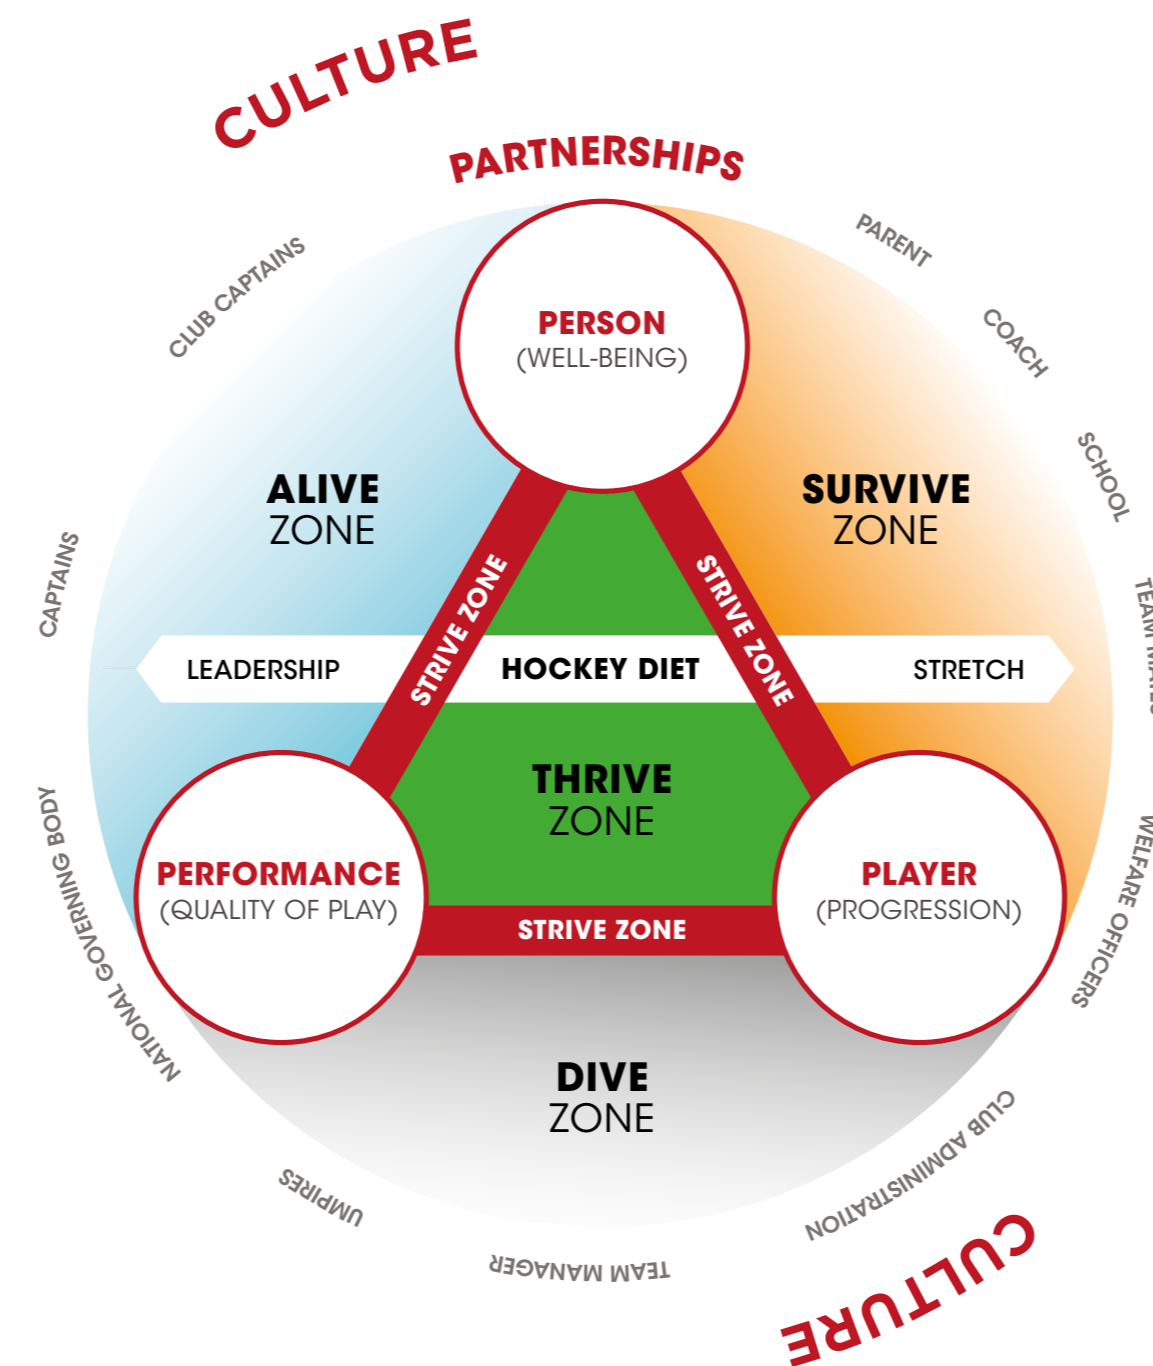 CULTURE
PARTNERSHIPS
CLUB CAPTAINS
PARENT
COACH
PERSON
(WELL-BEING)
SCHOOL
ALIVE
ZONE
SURVIVE
ZONE
CAPTAINS
STRIVE ZONE
STRIVE ZONE
TEAM MATES
LEADERSHIP
HOCKEY DIET
STRETCH
THRIVE
ZONE
NATIONAL GOVERNING BODY
PERFORMANCE
(QUALITY OF PLAY)
PLAYER
(PROGRESSION)
WELFARE OFFICERS
STRIVE ZONE
DIVE
ZONE
CLUB ADMINISTRATION
UMPIRES
TEAM MANAGER
CULTURE